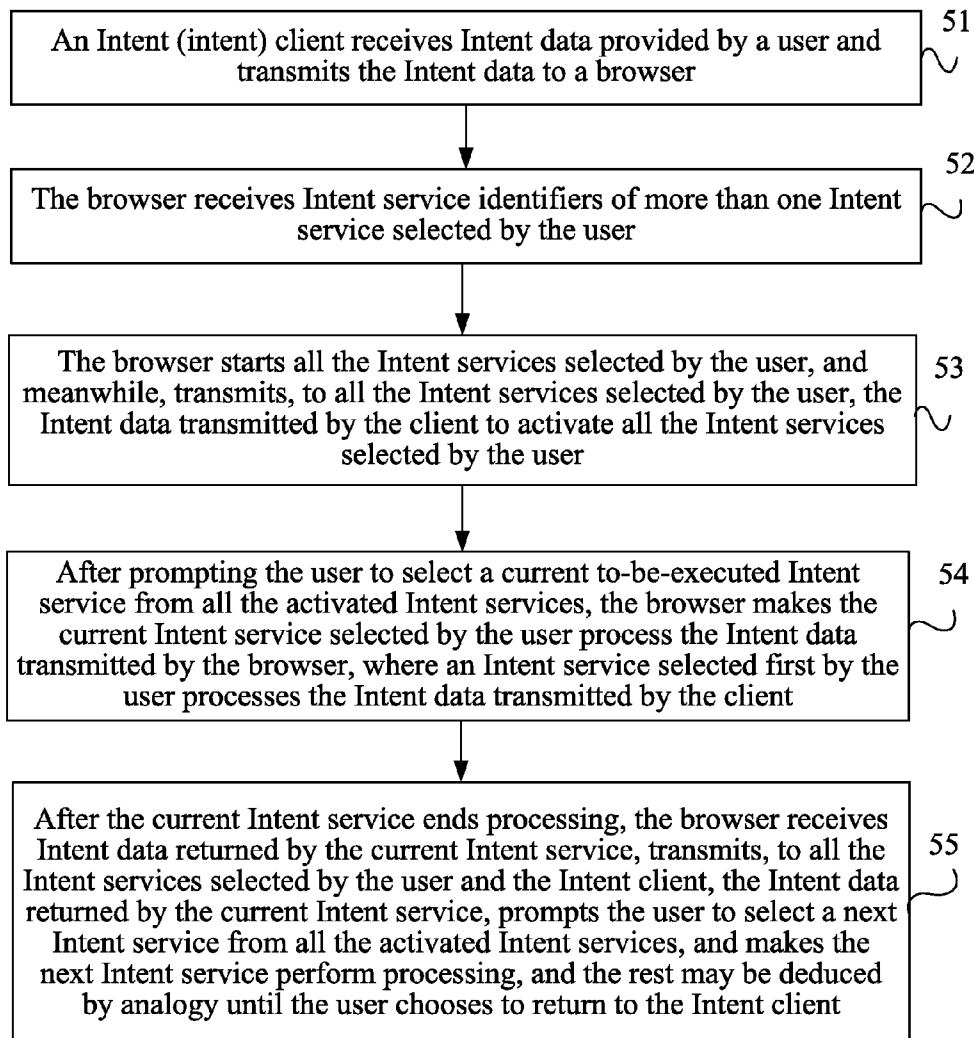 51
An Intent (intent) client receives Intent data provided by a user and
transmits the Intent data to a browser
52
The browser receives Intent service identifiers of more than one Intent
service selected by the user
53
The browser starts all the Intent services selected by the user, and
meanwhile, transmits, to all the Intent services selected by the user, the
Intent data transmitted by the client to activate all the Intent services
selected by the user
54
After prompting the user to select a current to-be-executed Intent
service from all the activated Intent services, the browser makes the
current Intent service selected by the user process the Intent data
transmitted by the browser, where an Intent service selected first by the
user processes the Intent data transmitted by the client
55
After the current Intent service ends processing, the browser receives
Intent data returned by the current Intent service, transmits, to all the
Intent services selected by the user and the Intent client, the Intent data
returned by the current Intent service, prompts the user to select a next
Intent service from all the activated Intent services, and makes the
next Intent service perform processing, and the rest may be deduced
by analogy until the user chooses to return to the Intent client